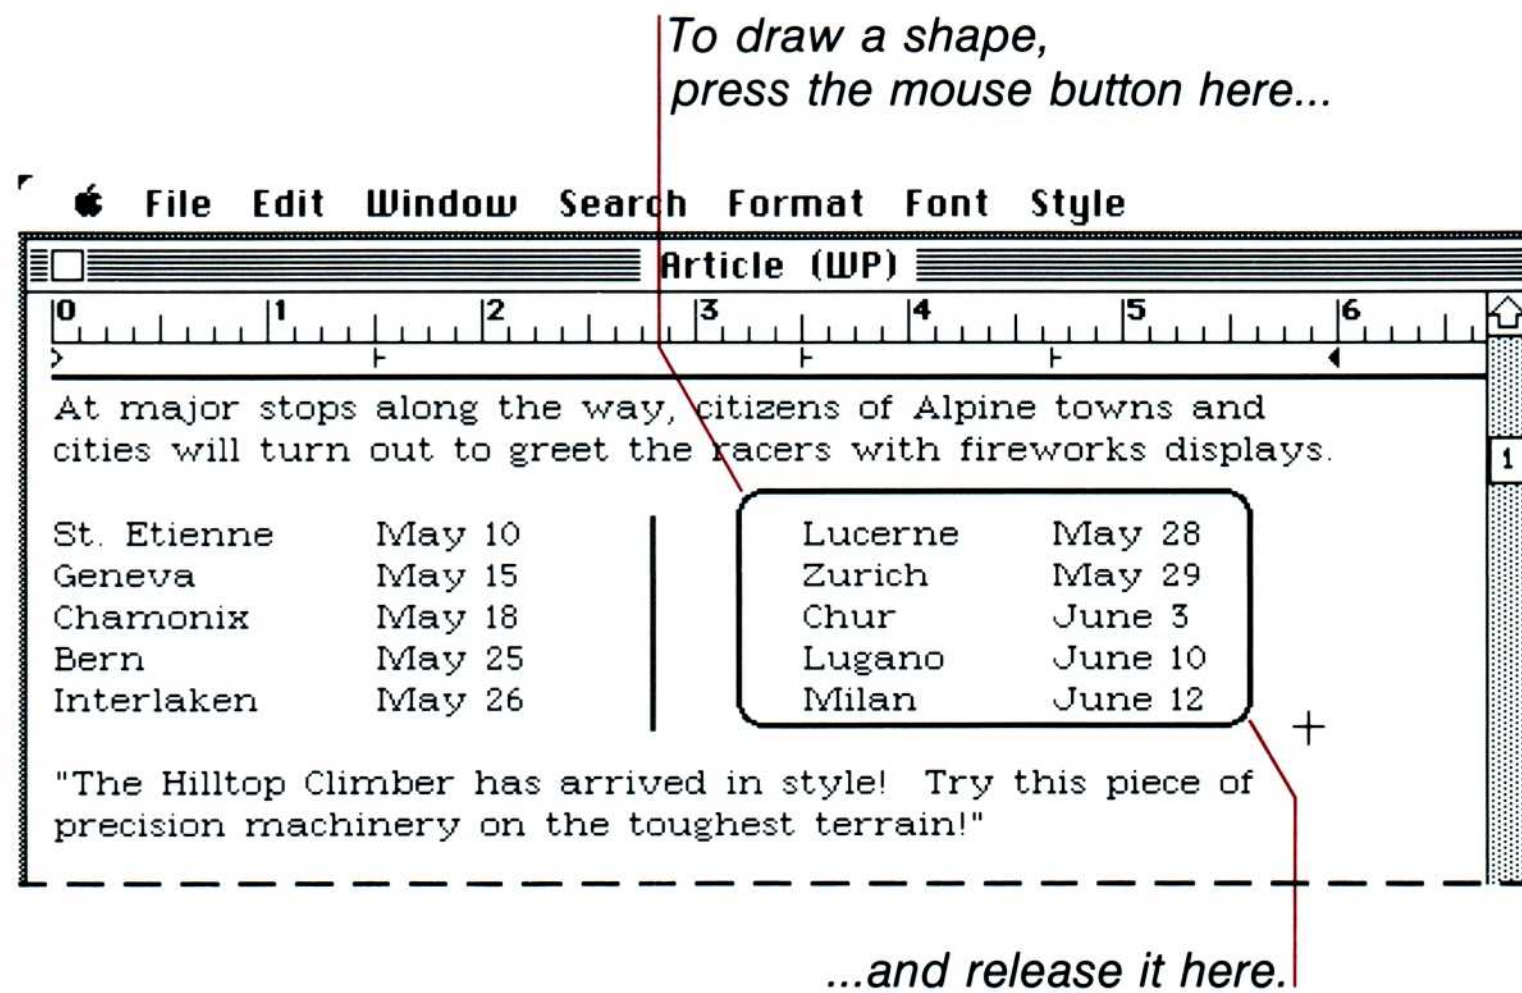 To draw a shape,
press the mouse button here...
File Edit Window Search Format Font Style
Article (WP)
0 1 2 3 4 5 6
At major stops along the way, citizens of Alpine towns and
cities will turn out to greet the racers with fireworks displays.
1
St. Etienne May 10 Lucerne May 28
Geneva May 15 Zurich May 29
Chamonix May 18 Chur June 3
Bern May 25 Lugano June 10
Interlaken May 26 Milan June 12
"The Hilltop Climber has arrived in style! Try this piece of
precision machinery on the toughest terrain!"
...and release it here.